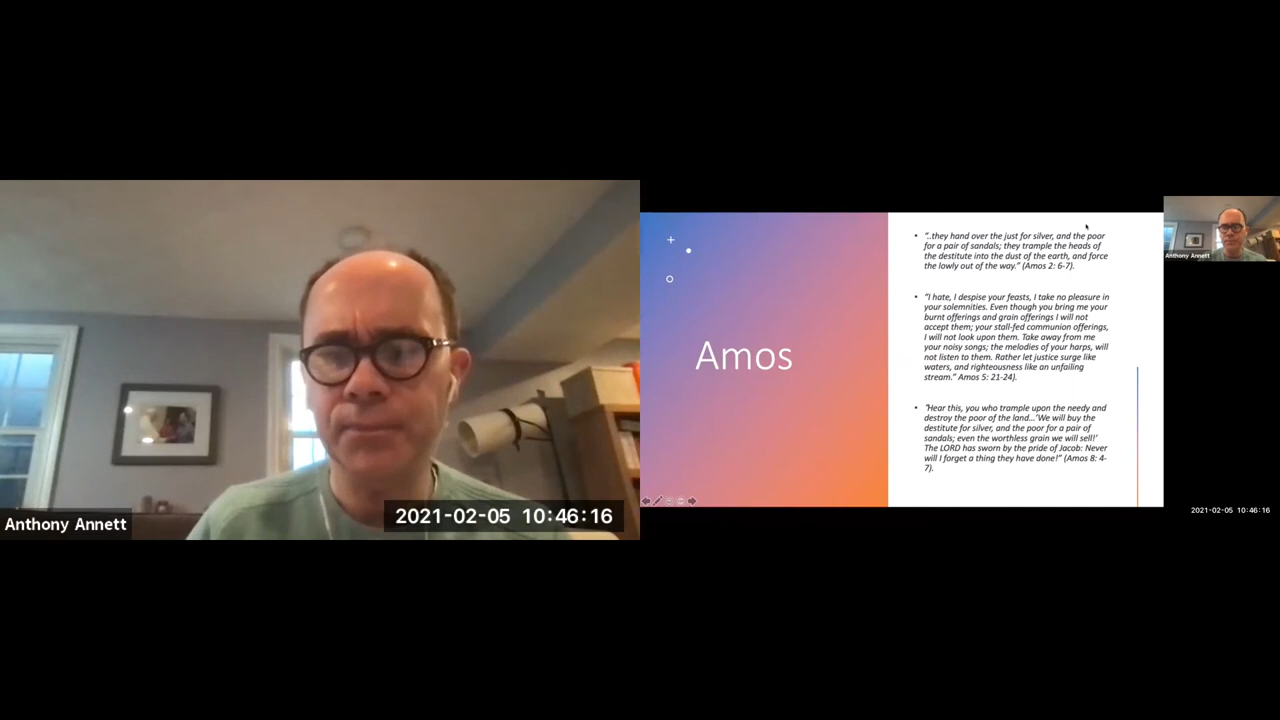 Anthony Annett
2021-02-05 10:46:16
Amos
• “..they hand over the just for silver, and the poor
for a pair of sandals; they trample the heads of
the destitute into the dust of the earth, and force
the lowly out of the way.” (Amos 2: 6-7).
• “I hate, I despise your feasts, I take no pleasure in
your solemnities. Even though you bring me your
burnt offerings and grain offerings I will not
accept them; your stall-fed communion offerings,
I will not look upon them. Take away from me
your noisy songs; the melodies of your harps, will
not listen to them. Rather let justice surge like
waters, and righteousness like an unfailing
stream.” Amos 5: 21-24).
• “Hear this, you who trample upon the needy and
destroy the poor of the land…‘We will buy the
destitute for silver, and the poor for a pair of
sandals; even the worthless grain we will sell!’
The LORD has sworn by the pride of Jacob: Never
will I forget a thing they have done!” (Amos 8: 4-
7).
Anthony Annett
2021-02-05 10:46:16